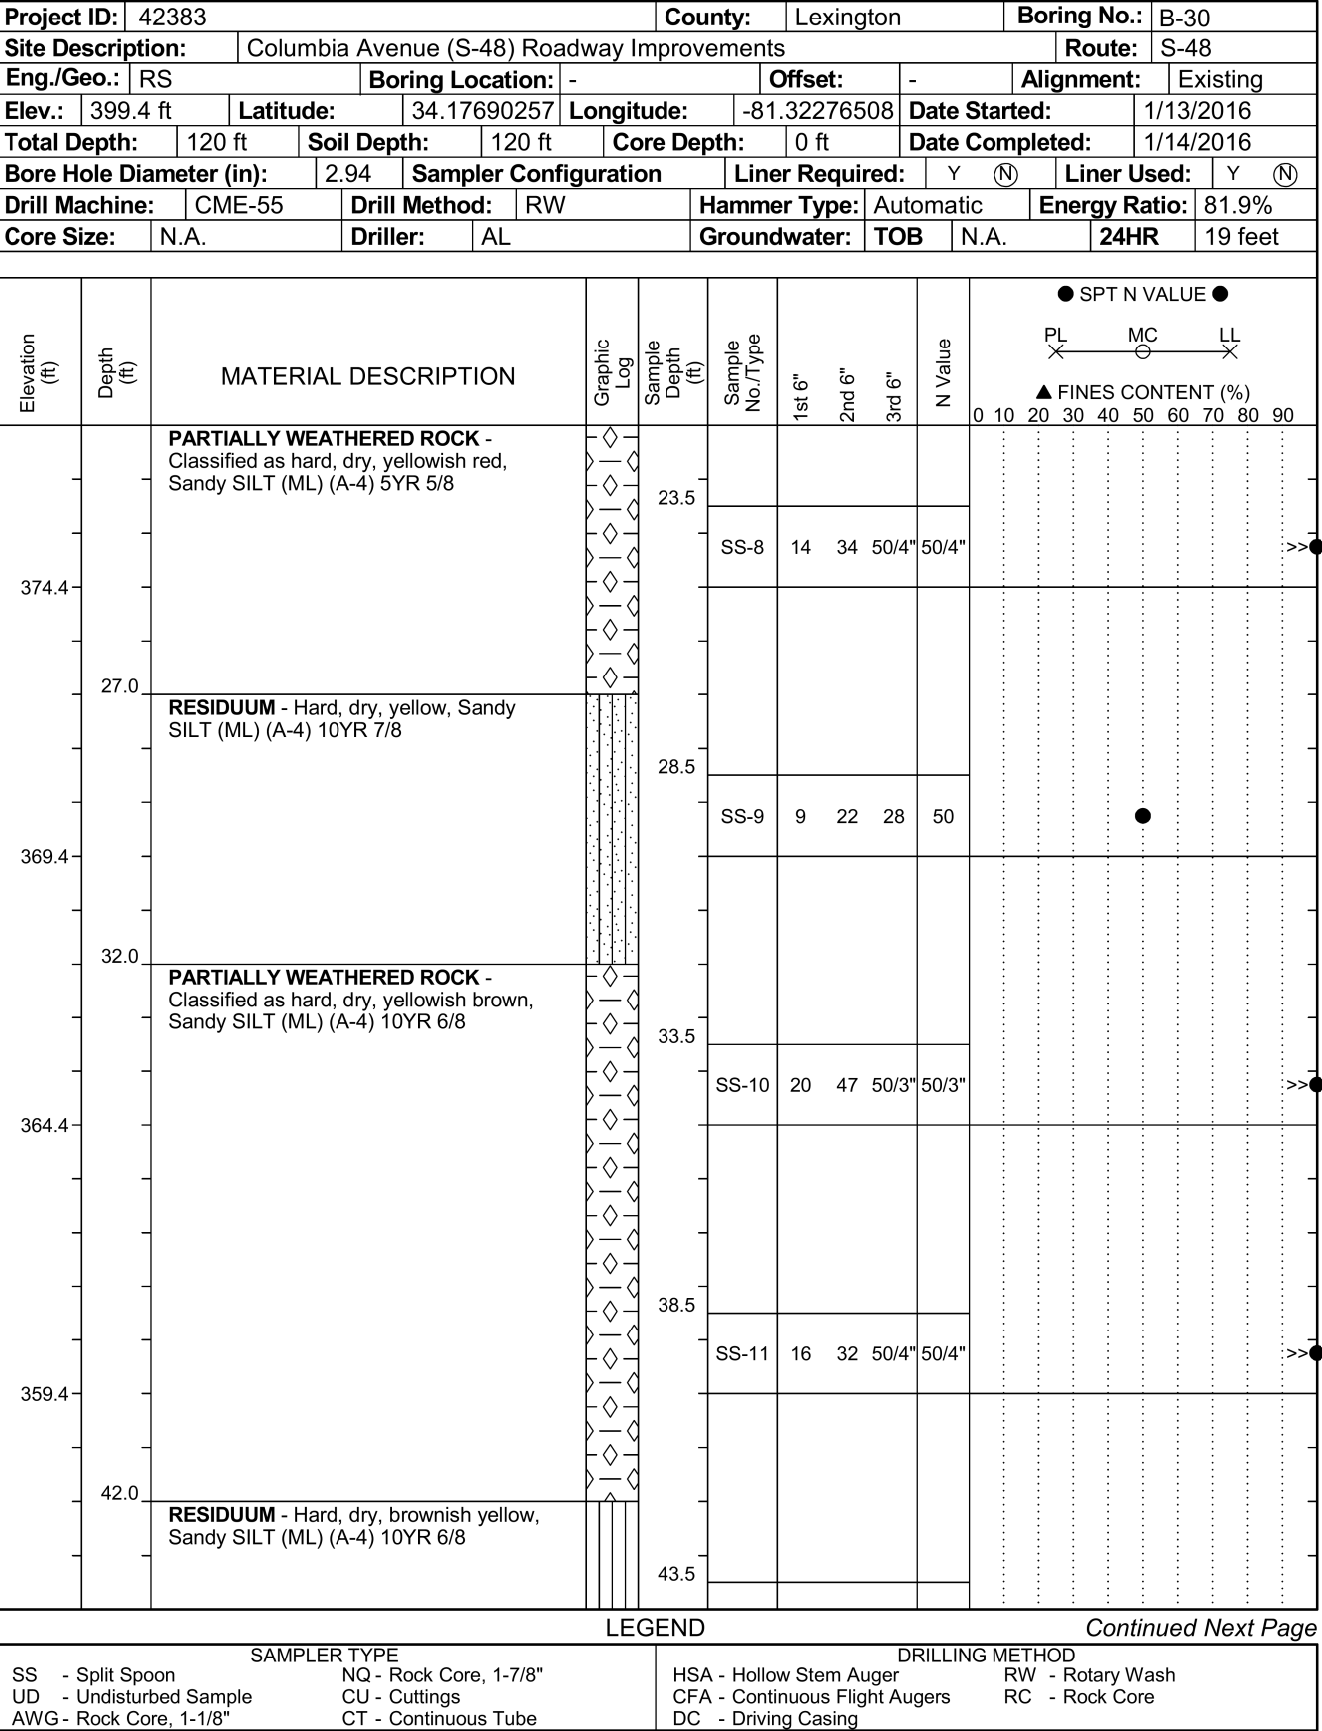 Project ID: 42383 County: Lexington Boring No.: B-30
Site Description: Columbia Avenue (S-48) Roadway Improvements Route: S-48
Eng./Geo.: RS Boring Location: - Offset: - Alignment: Existing
Elev.: 399.4 ft Latitude: 34.17690257 Longitude: -81.32276508 Date Started: 1/13/2016
Total Depth: 120 ft Soil Depth: 120 ft Core Depth: 0 ft Date Completed: 1/14/2016
Bore Hole Diameter (in): 2.94 Sampler Configuration Liner Required: Y N Liner Used: Y N
Drill Machine: CME-55 Drill Method: RW Hammer Type: Automatic Energy Ratio: 81.9%
Core Size: N.A. Driller: AL Groundwater: TOB N.A. 24HR 19 feet
Elevation (ft)
Depth (ft)
MATERIAL DESCRIPTION
Graphic Log
Sample Depth (ft)
Sample No./Type
1st 6"
2nd 6"
3rd 6"
N Value
● SPT N VALUE ●
PL MC LL
▲ FINES CONTENT (%)
0 10 20 30 40 50 60 70 80 90
PARTIALLY WEATHERED ROCK -
Classified as hard, dry, yellowish red,
Sandy SILT (ML) (A-4) 5YR 5/8
23.5
SS-8 14 34 50/4" 50/4" >>
374.4
27.0
RESIDUUM - Hard, dry, yellow, Sandy
SILT (ML) (A-4) 10YR 7/8
28.5
SS-9 9 22 28 50
369.4
32.0
PARTIALLY WEATHERED ROCK -
Classified as hard, dry, yellowish brown,
Sandy SILT (ML) (A-4) 10YR 6/8
33.5
SS-10 20 47 50/3" 50/3" >>
364.4
38.5
SS-11 16 32 50/4" 50/4" >>
359.4
42.0
RESIDUUM - Hard, dry, brownish yellow,
Sandy SILT (ML) (A-4) 10YR 6/8
43.5
LEGEND Continued Next Page
SAMPLER TYPE DRILLING METHOD
SS - Split Spoon NQ - Rock Core, 1-7/8" HSA - Hollow Stem Auger RW - Rotary Wash
UD - Undisturbed Sample CU - Cuttings CFA - Continuous Flight Augers RC - Rock Core
AWG - Rock Core, 1-1/8" CT - Continuous Tube DC - Driving Casing